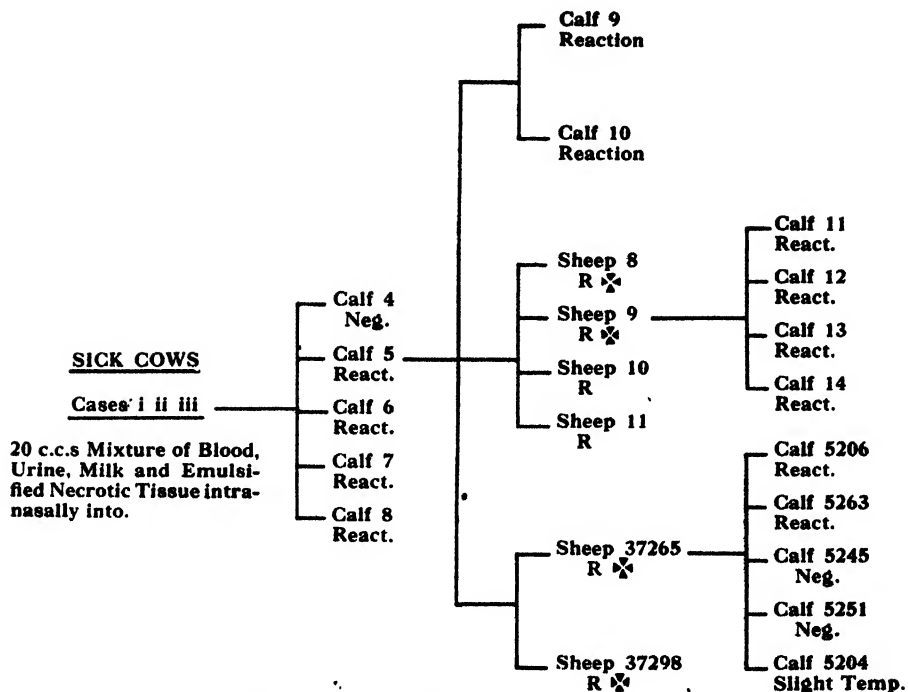 SICK COWS
Cases i ii iii
20 c.c.s Mixture of Blood,
Urine, Milk and Emulsi-
fied Necrotic Tissue intra-
nasally into.
Calf 4
Neg.
Calf 5
React.
Calf 6
React.
Calf 7
React.
Calf 8
React.
Calf 9
Reaction
Calf 10
Reaction
Sheep 8
R ✠
Sheep 9
R ✠
Sheep 10
R
Sheep 11
R
Sheep 37265
R ✠
Sheep 37298
R ✠
Calf 11
React.
Calf 12
React.
Calf 13
React.
Calf 14
React.
Calf 5206
React.
Calf 5263
React.
Calf 5245
Neg.
Calf 5251
Neg.
Calf 5204
Slight Temp.